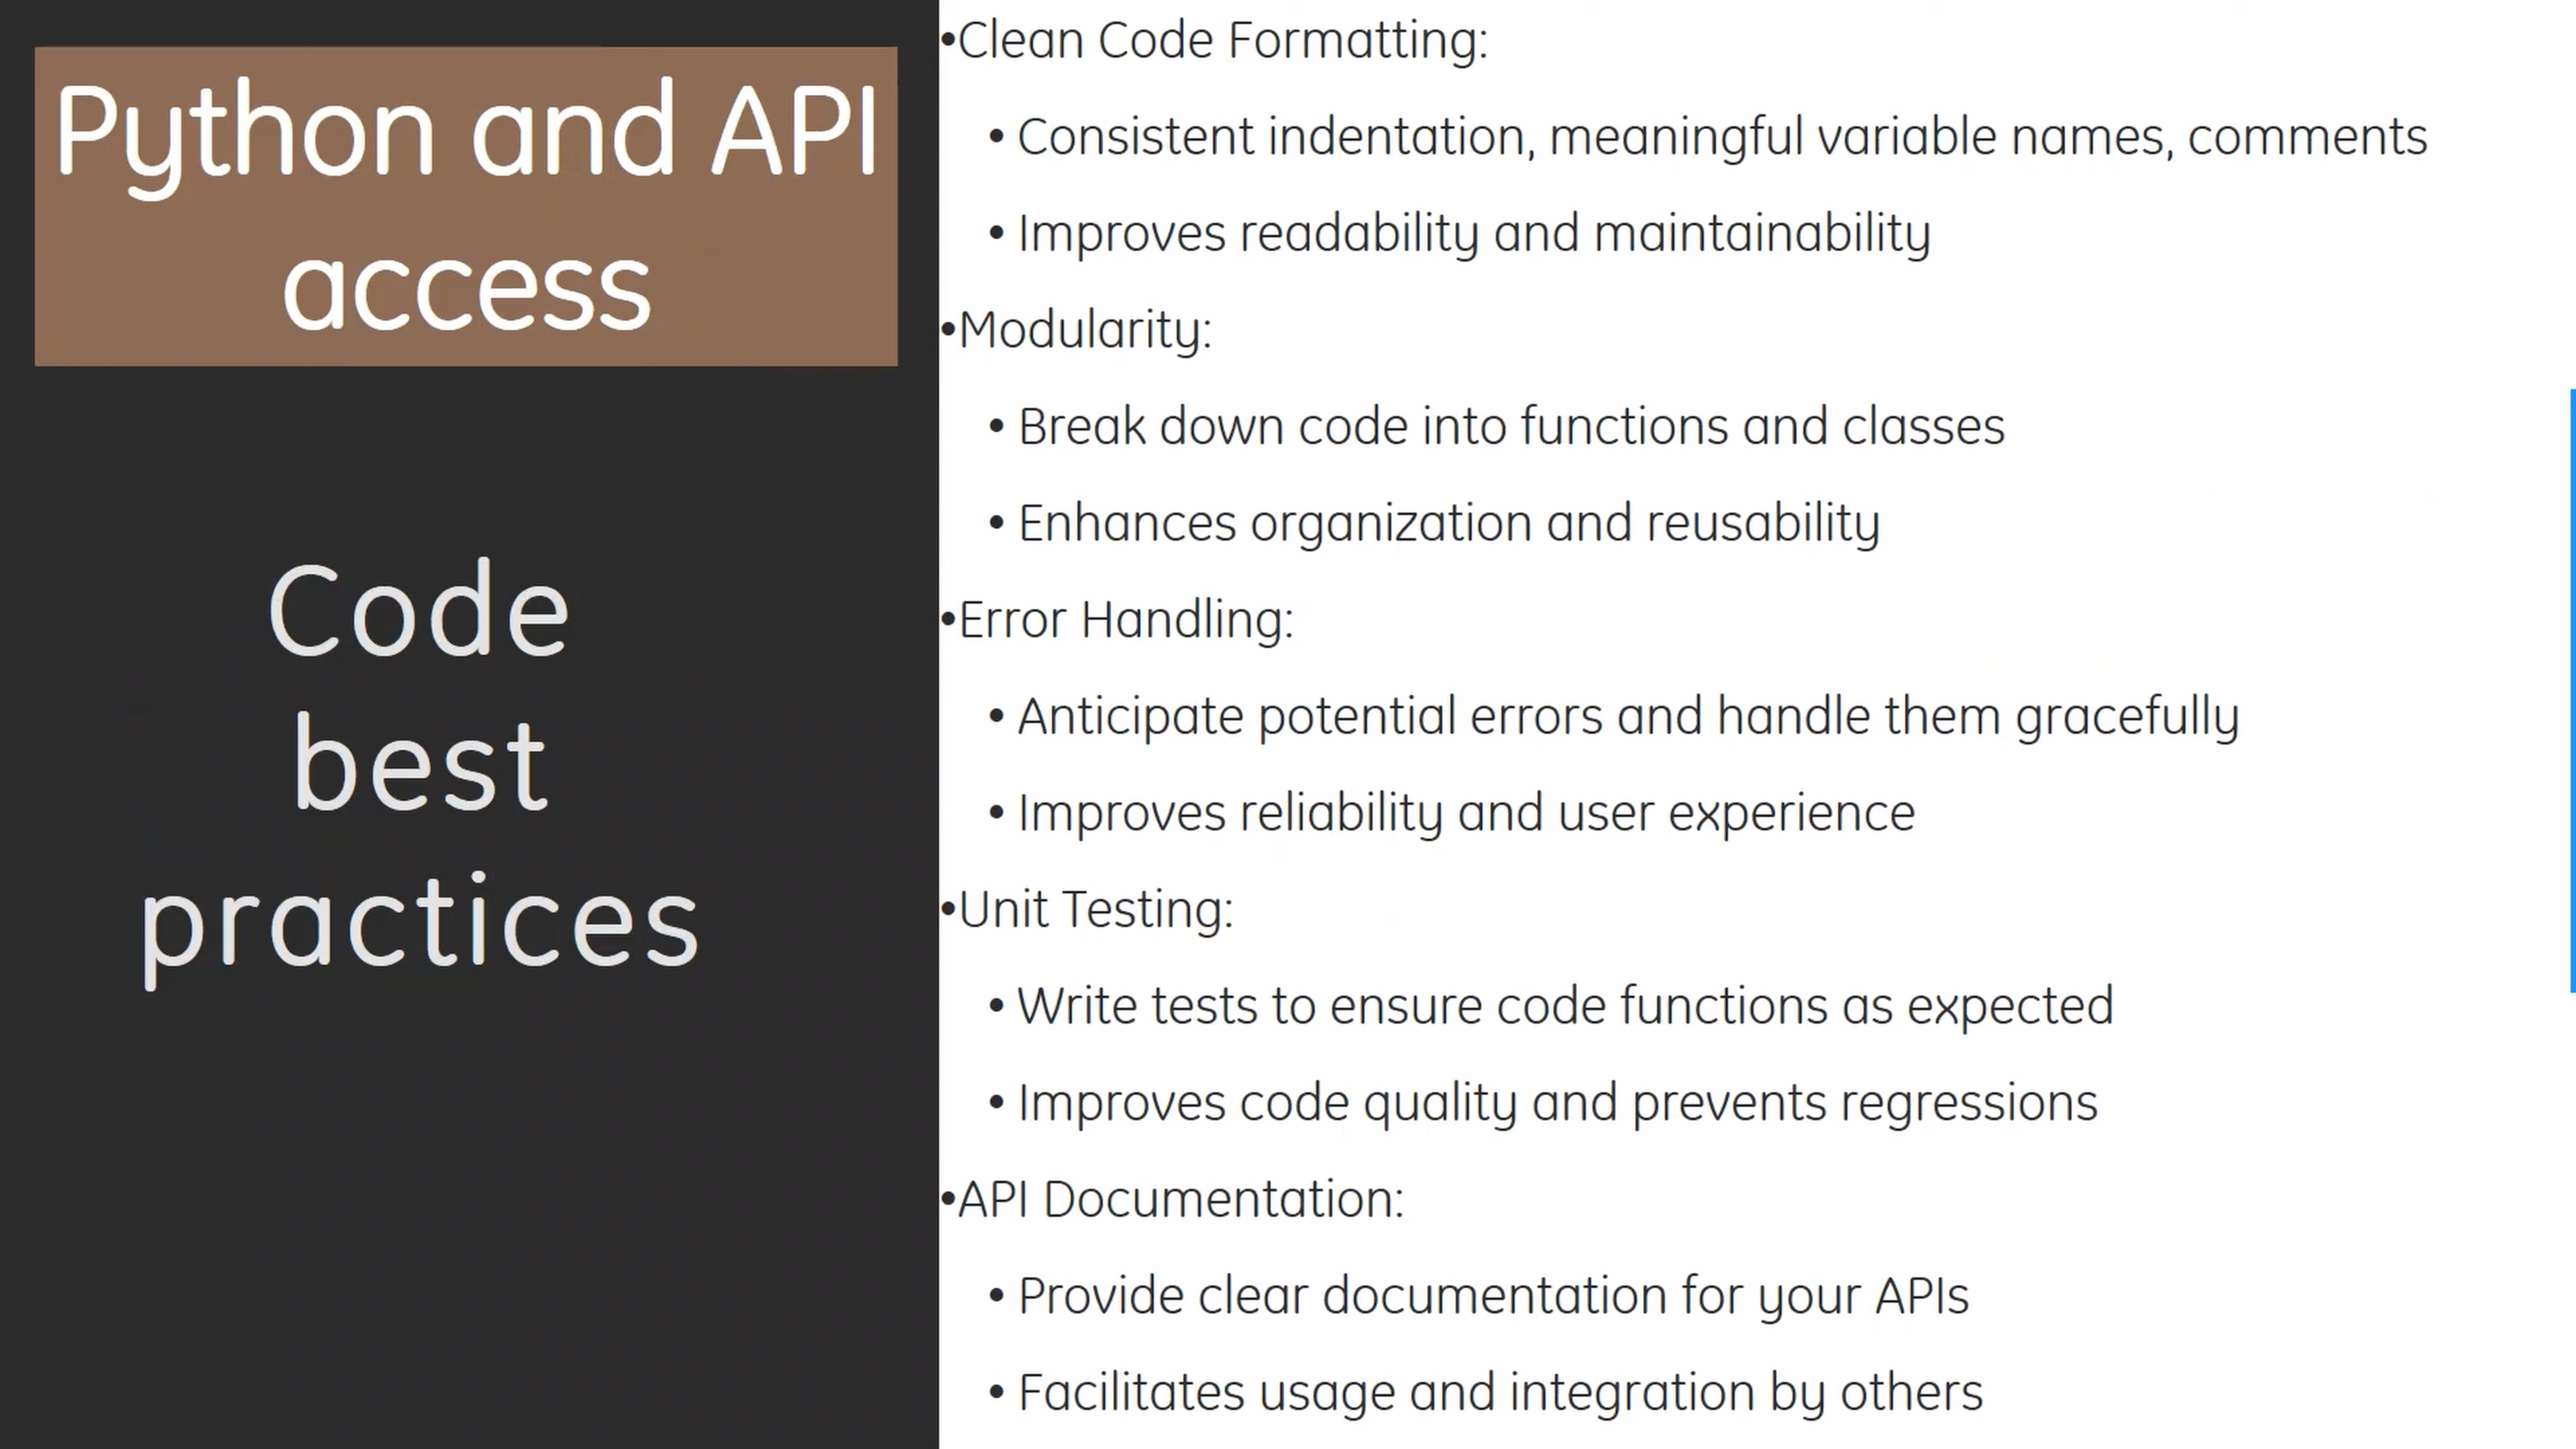 Python and API
access
Code
best
practices
•Clean Code Formatting:
• Consistent indentation, meaningful variable names, comments
• Improves readability and maintainability
•Modularity:
• Break down code into functions and classes
• Enhances organization and reusability
•Error Handling:
• Anticipate potential errors and handle them gracefully
• Improves reliability and user experience
•Unit Testing:
• Write tests to ensure code functions as expected
• Improves code quality and prevents regressions
•API Documentation:
• Provide clear documentation for your APIs
• Facilitates usage and integration by others